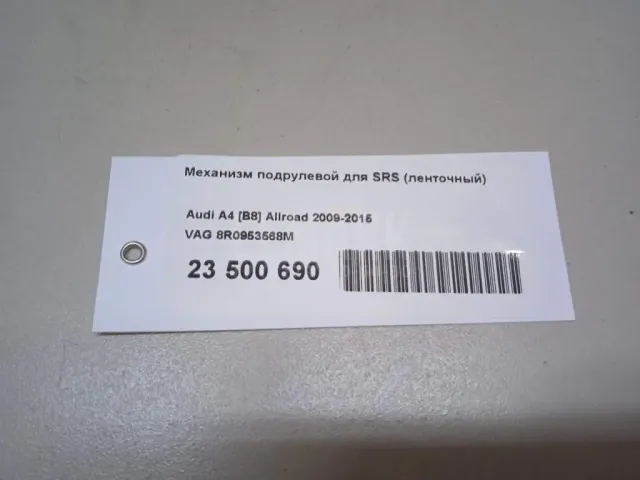 Механизм подрулевой для SRS (ленточный)
Audi A4 [B8] Allroad 2009-2015
VAG 8R0953568M
23 500 690